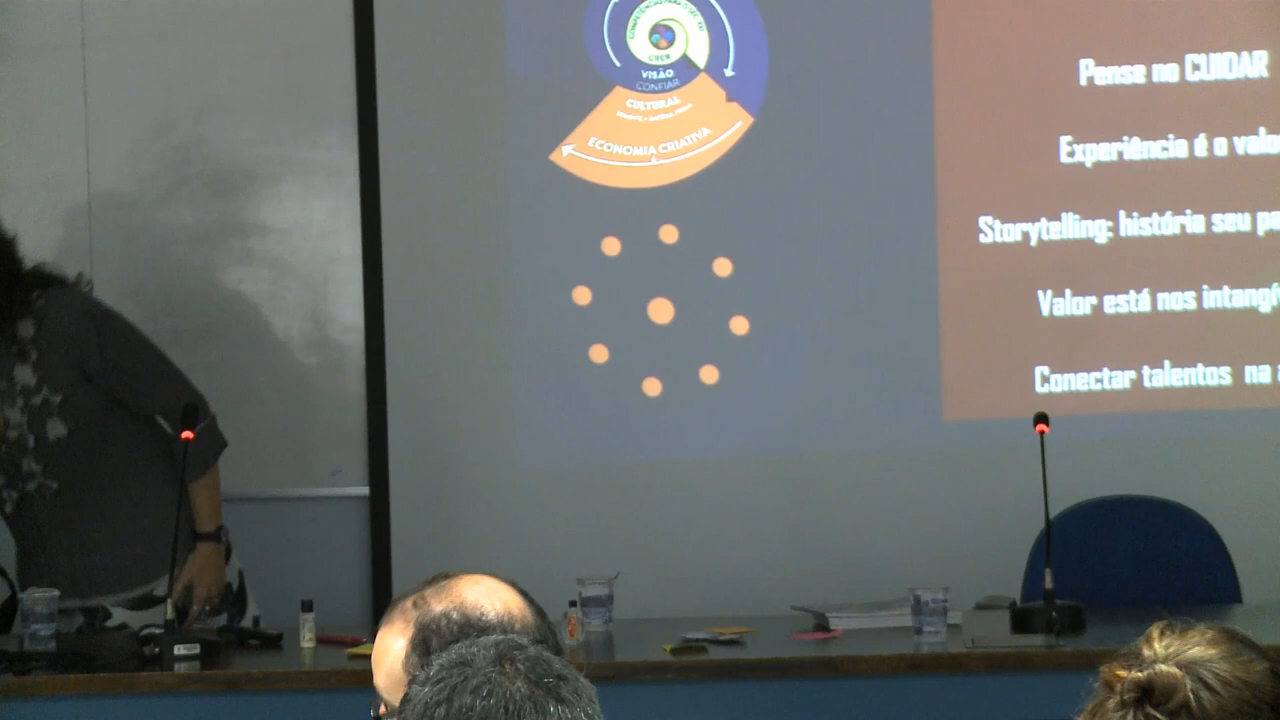 CRER
VISÃO
CONFIAR
CULTURAL
ECONOMIA CRIATIVA
Pense no CUIDAR
Experiência é o valo
Storytelling: história seu
Valor está nos intangí
Conectar talentos na